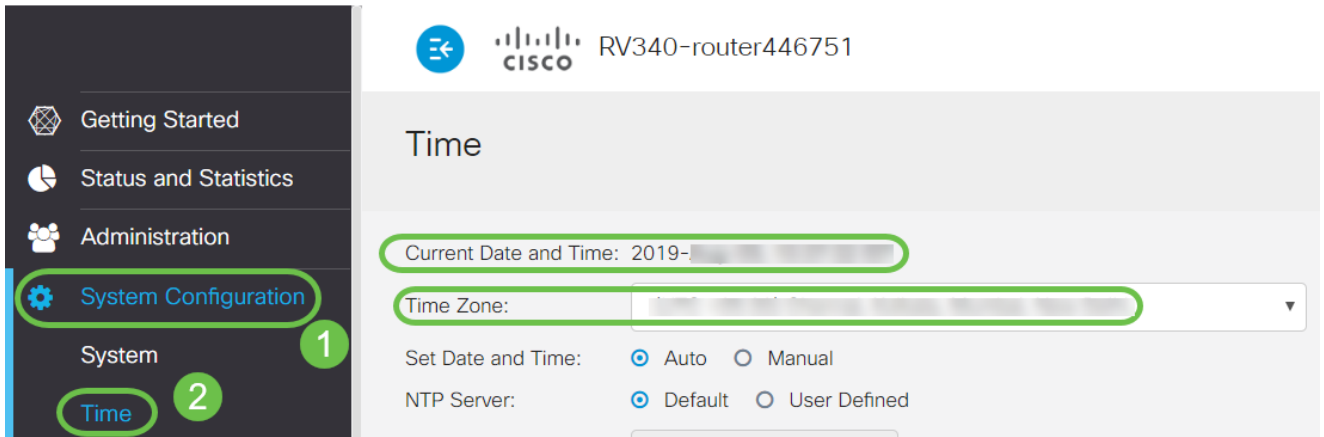 CISCO
RV340-router446751
Getting Started
Status and Statistics
Administration
System Configuration
1
System
Time
2
Time
Current Date and Time: 2019-
Time Zone:
Set Date and Time: Auto Manual
NTP Server: Default User Defined